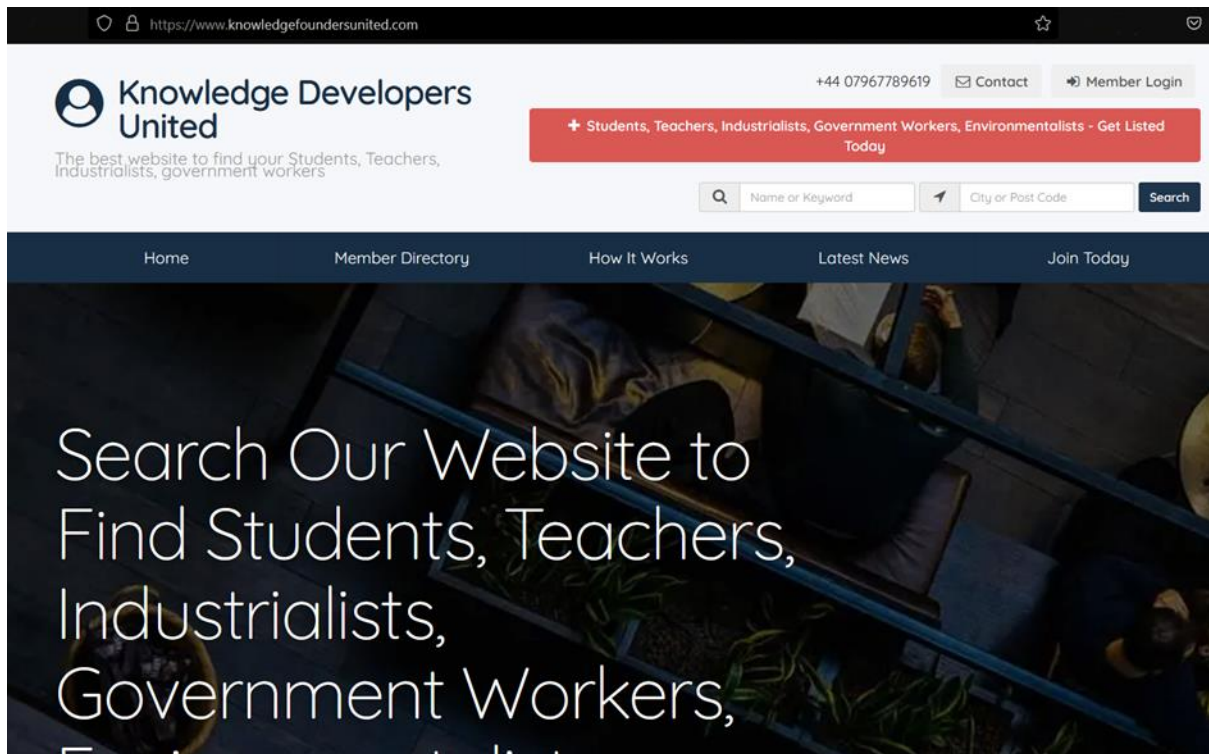 https://www.knowledgefoundersunited.com
Knowledge Developers
United
The best website to find your Students, Teachers,
Industrialists, government workers
+44 07967789619
Contact
Member Login
+ Students, Teachers, Industrialists, Government Workers, Environmentalists - Get Listed
Today
Name or Keyword
City or Post Code
Search
Home
Member Directory
How It Works
Latest News
Join Today
Search Our Website to
Find Students, Teachers,
Industrialists,
Government Workers,